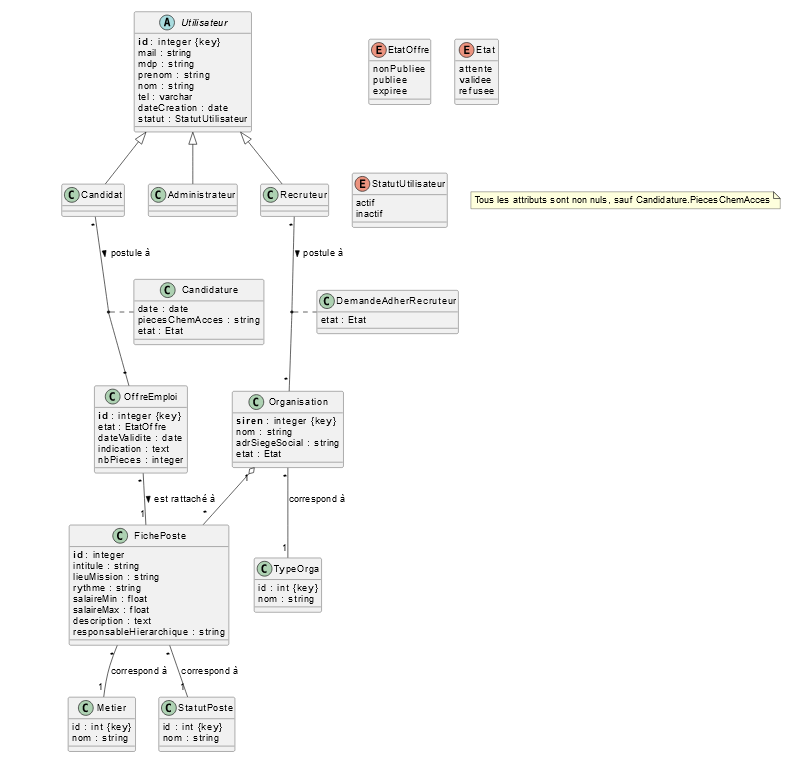 A Utilisateur
id : integer {key}
mail : string
mdp : string
prenom : string
nom : string
tel : varchar
dateCreation : date
statut : StatutUtilisateur
E EtatOffre
nonPubliee
publiee
expiree
E Etat
attente
validee
refusee
C Candidat
C Administrateur
C Recruteur
E StatutUtilisateur
actif
inactif
Tous les attributs sont non nuls, sauf Candidature.PiecesChemAcces
*
postule à
*
postule à
C Candidature
date : date
piecesChemAcces : string
etat : Etat
C DemandeAdherRecruteur
etat : Etat
*
*
C OffreEmploi
id : integer {key}
etat : EtatOffre
dateValidite : date
indication : text
nbPieces : integer
C Organisation
siren : integer {key}
nom : string
adrSiegeSocial : string
etat : Etat
*
est rattaché à
1
1
*
*
correspond à
1
C FichePoste
id : integer
intitule : string
lieuMission : string
rythme : string
salaireMin : float
salaireMax : float
description : text
responsableHierarchique : string
C TypeOrga
id : int {key}
nom : string
*
correspond à
1
*
correspond à
1
C Metier
id : int {key}
nom : string
C StatutPoste
id : int {key}
nom : string